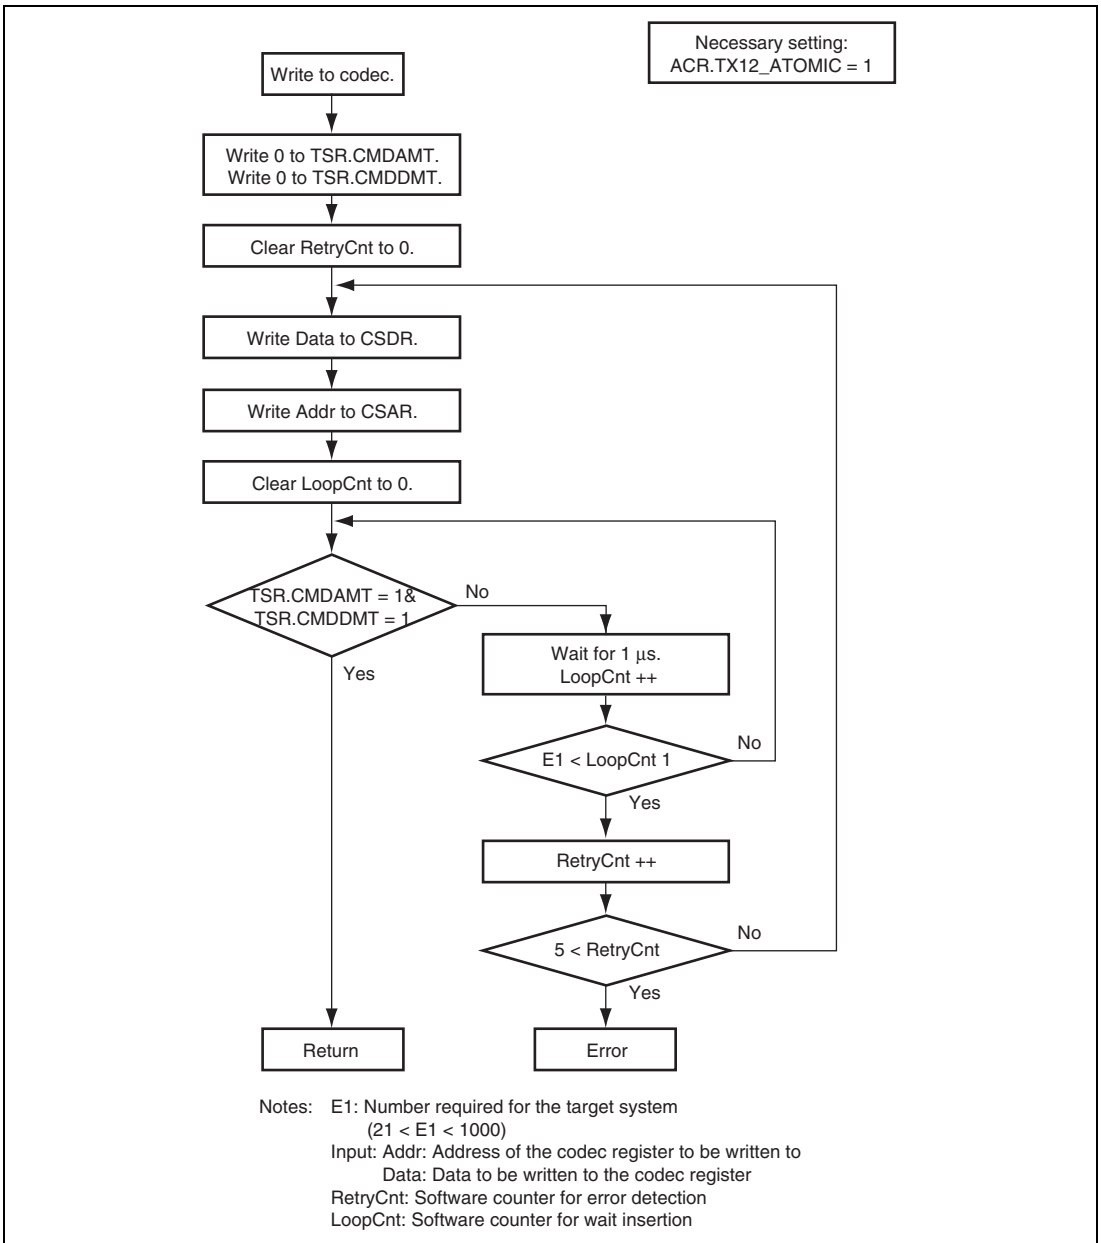 Necessary setting:
ACR.TX12_ATOMIC = 1
Write to codec.
Write 0 to TSR.CMDAMT.
Write 0 to TSR.CMDDMT.
Clear RetryCnt to 0.
Write Data to CSDR.
Write Addr to CSAR.
Clear LoopCnt to 0.
TSR.CMDAMT = 1&
TSR.CMDDMT = 1
No
Yes
Wait for 1 µs.
LoopCnt ++
E1 < LoopCnt 1
No
Yes
RetryCnt ++
5 < RetryCnt
No
Yes
Return
Error
Notes: E1: Number required for the target system
(21 < E1 < 1000)
Input: Addr: Address of the codec register to be written to
Data: Data to be written to the codec register
RetryCnt: Software counter for error detection
LoopCnt: Software counter for wait insertion